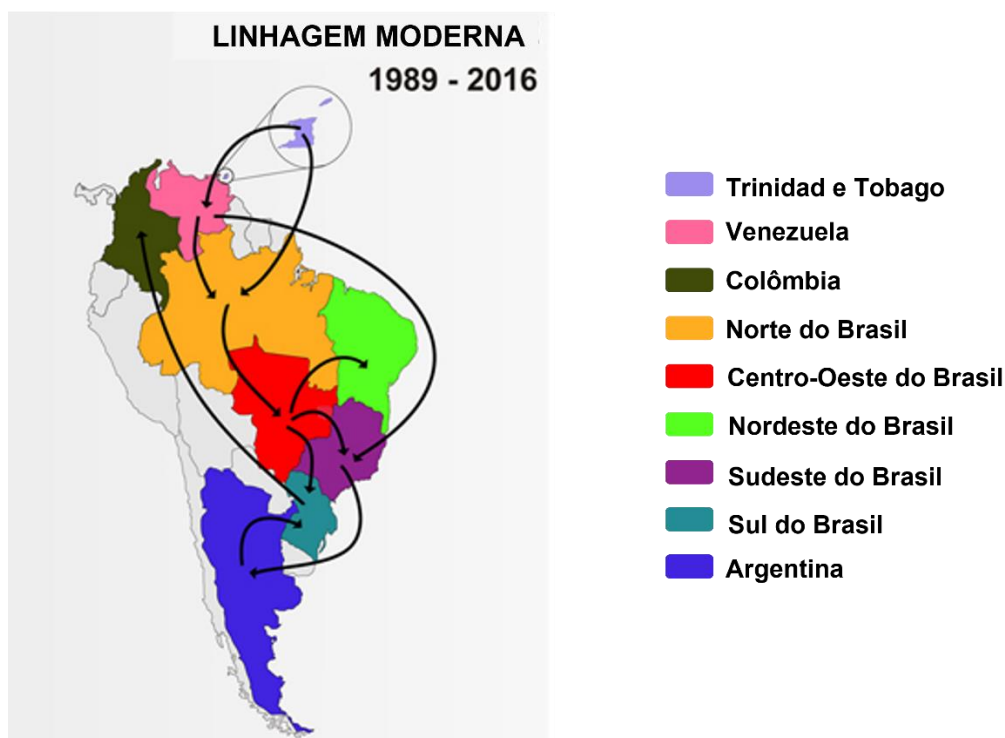 LINHAGEM MODERNA
1989 - 2016
Trinidad e Tobago
Venezuela
Colômbia
Norte do Brasil
Centro-Oeste do Brasil
Nordeste do Brasil
Sudeste do Brasil
Sul do Brasil
Argentina